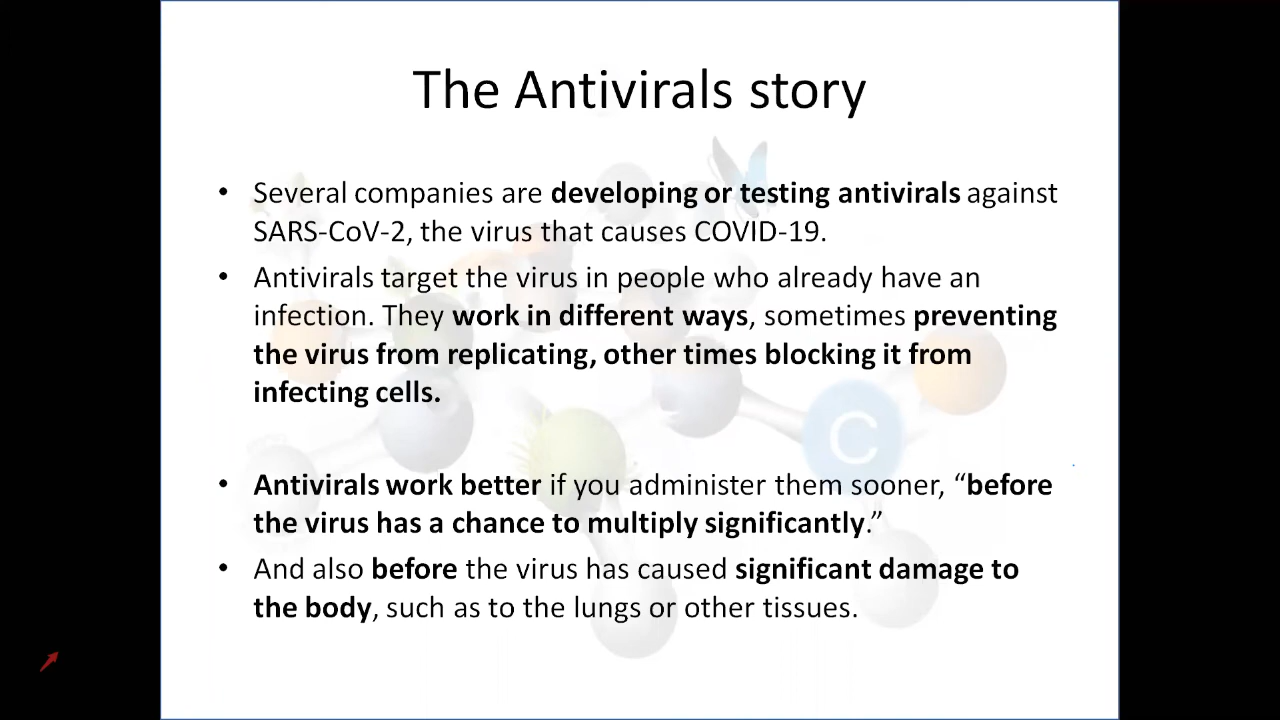 The Antivirals story
• Several companies are developing or testing antivirals against
SARS-CoV-2, the virus that causes COVID-19.
• Antivirals target the virus in people who already have an
infection. They work in different ways, sometimes preventing
the virus from replicating, other times blocking it from
infecting cells.
• Antivirals work better if you administer them sooner, “before
the virus has a chance to multiply significantly.”
• And also before the virus has caused significant damage to
the body, such as to the lungs or other tissues.
C